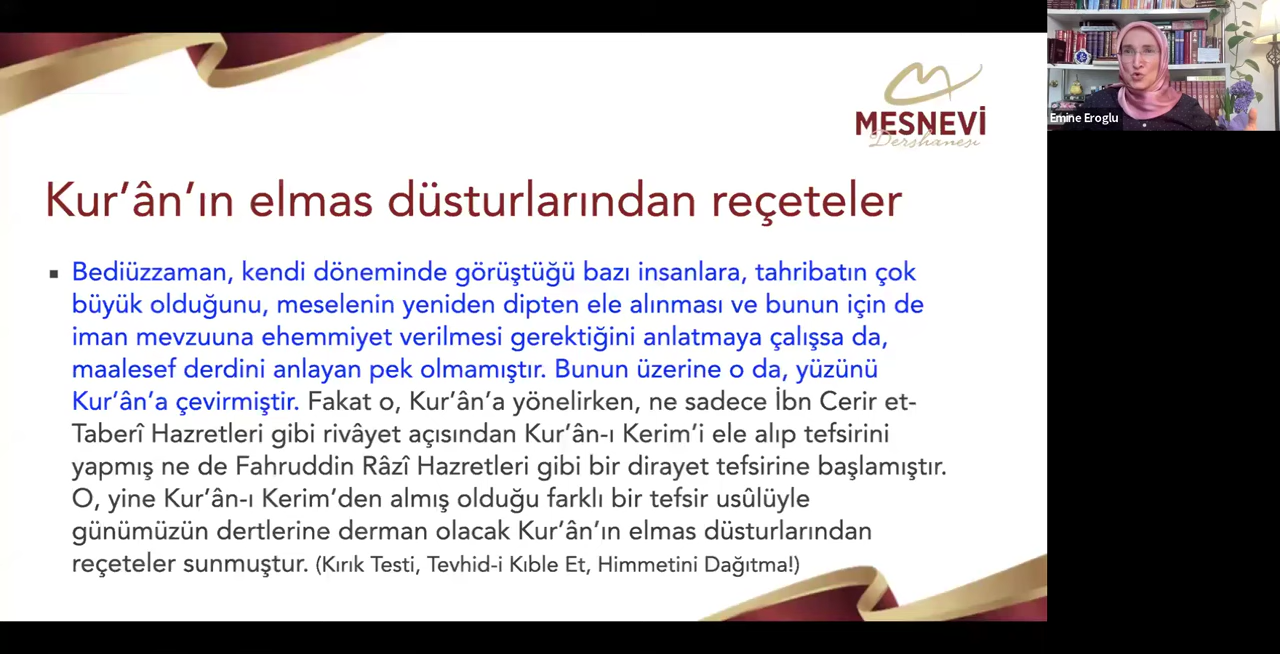 MESNEVİ
Dershanesi
Emine Eroglu
Kur’ân’ın elmas düsturlarından reçeteler
▪ Bediüzzaman, kendi döneminde görüştüğü bazı insanlara, tahribatın çok
büyük olduğunu, meselenin yeniden dipten ele alınması ve bunun için de
iman mevzuuna ehemmiyet verilmesi gerektiğini anlatmaya çalışsa da,
maalesef derdini anlayan pek olmamıştır. Bunun üzerine o da, yüzünü
Kur’ân’a çevirmiştir. Fakat o, Kur’ân’a yönelirken, ne sadece İbn Cerir et-
Taberî Hazretleri gibi rivâyet açısından Kur’ân-ı Kerim’i ele alıp tefsirini
yapmış ne de Fahruddin Râzî Hazretleri gibi bir dirayet tefsirine başlamıştır.
O, yine Kur’ân-ı Kerim’den almış olduğu farklı bir tefsir usûlüyle
günümüzün dertlerine derman olacak Kur’ân’ın elmas düsturlarından
reçeteler sunmuştur. (Kırık Testi, Tevhid-i Kıble Et, Himmetini Dağıtma!)